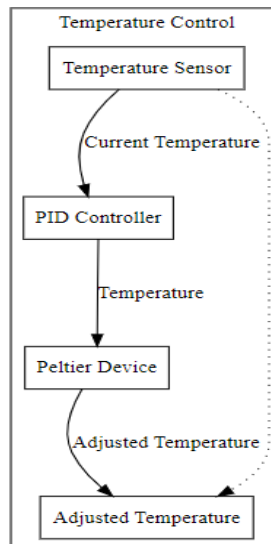 Temperature Control
Temperature Sensor
Current Temperature
PID Controller
Temperature
Peltier Device
Adjusted Temperature
Adjusted Temperature